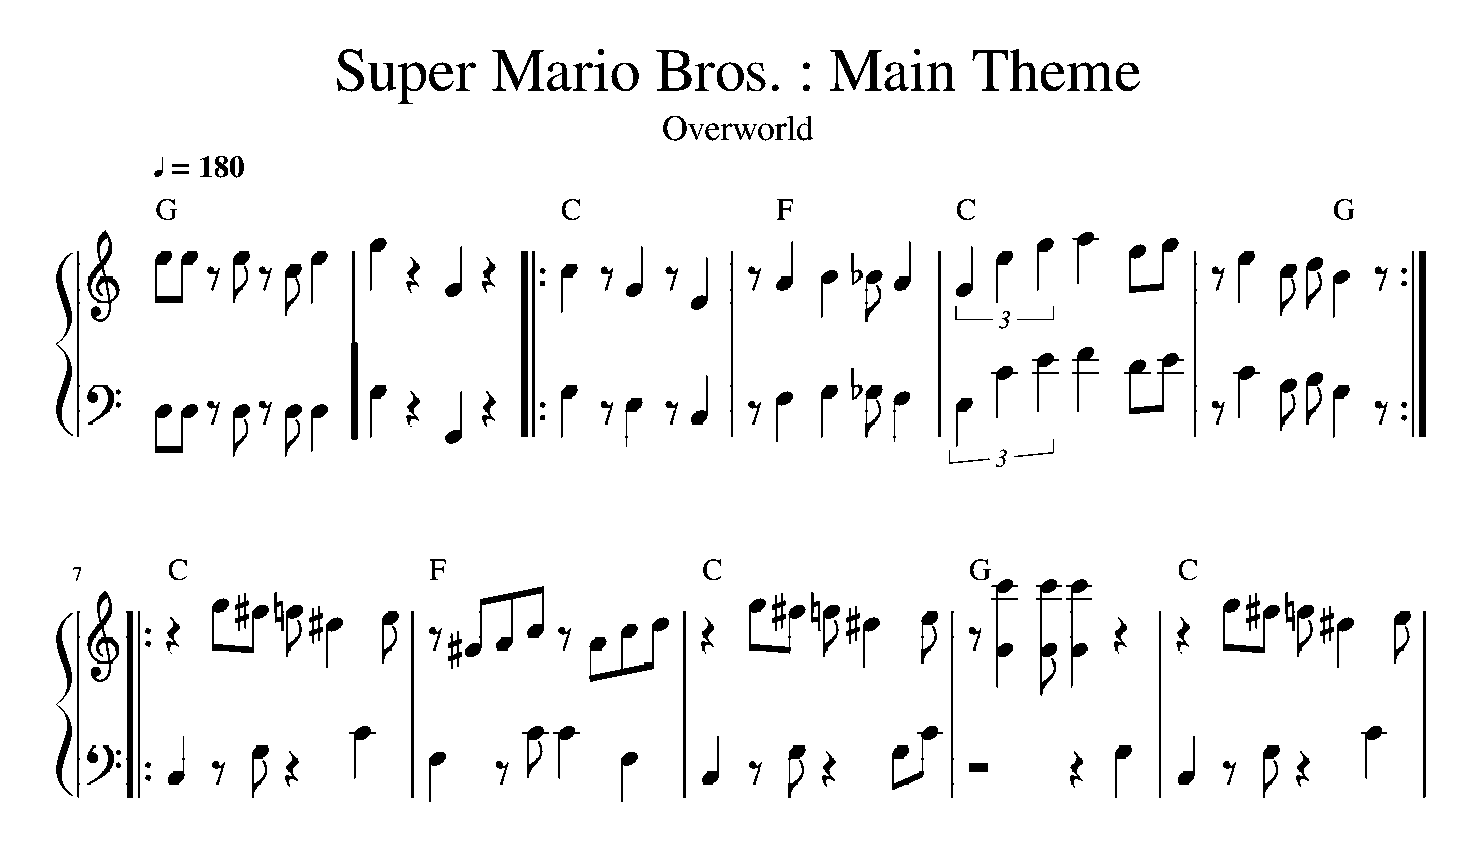 Super Mario Bros. : Main Theme
Overworld
♩ = 180
G C F C G
3
3
7 C F C G C